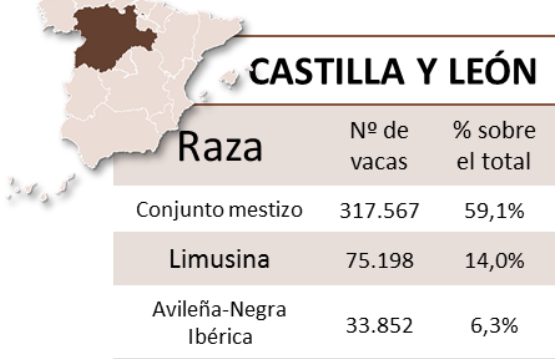 CASTILLA Y LEÓN
Raza Nº de vacas % sobre el total
Conjunto mestizo 317.567 59,1%
Limusina 75.198 14,0%
Avileña-Negra Ibérica 33.852 6,3%